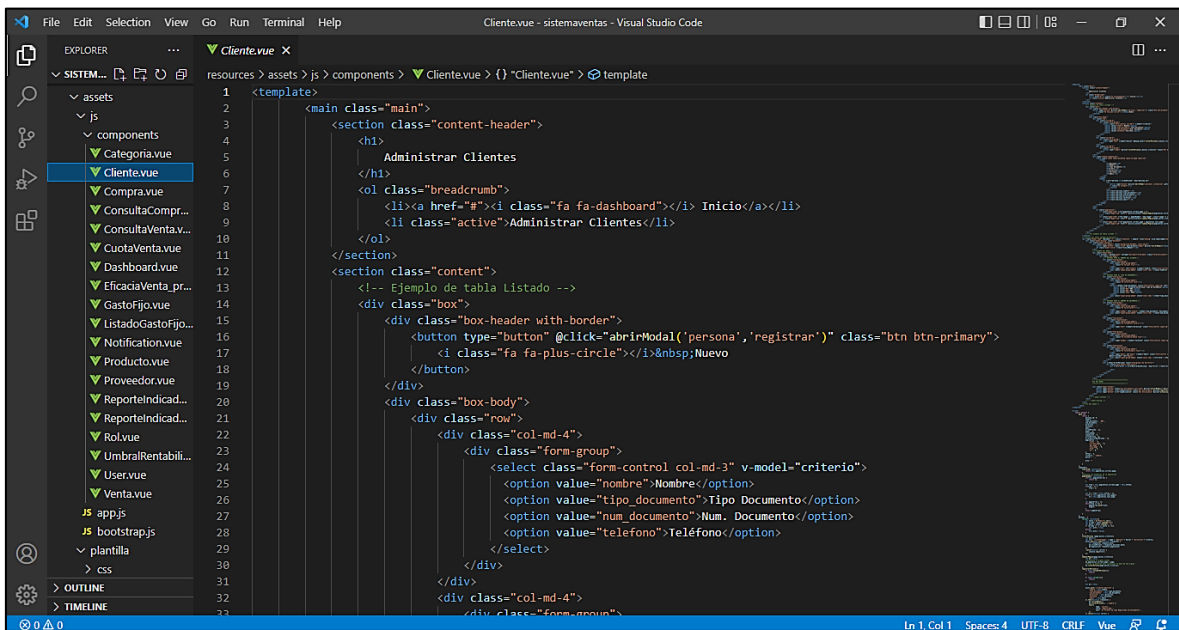 File Edit Selection View Go Run Terminal Help
Cliente.vue - sistemaventas - Visual Studio Code
EXPLORER ...
SISTEM...
assets
js
components
Categoria.vue
Cliente.vue
Compra.vue
ConsultaCompr...
ConsultaVenta.v...
CuotaVenta.vue
Dashboard.vue
EficaciaVenta_pr...
GastoFijo.vue
ListadoGastoFijo...
Notification.vue
Producto.vue
Proveedor.vue
ReporteIndicad...
ReporteIndicad...
Rol.vue
UmbralRentabili...
User.vue
Venta.vue
JS app.js
JS bootstrap.js
plantilla
> css
> OUTLINE
> TIMELINE
Cliente.vue ×
resources > assets > js > components > Cliente.vue > {} "Cliente.vue" > template
1 <template>
2 <main class="main">
3 <section class="content-header">
4 <h1>
5 Administrar Clientes
6 </h1>
7 <ol class="breadcrumb">
8 <li><a href="#"><i class="fa fa-dashboard"></i> Inicio</a></li>
9 <li class="active">Administrar Clientes</li>
10 </ol>
11 </section>
12 <section class="content">
13 <!-- Ejemplo de tabla Listado -->
14 <div class="box">
15 <div class="box-header with-border">
16 <button type="button" @click="abrirModal('persona','registrar')" class="btn btn-primary">
17 <i class="fa fa-plus-circle"></i>&nbsp;Nuevo
18 </button>
19 </div>
20 <div class="box-body">
21 <div class="row">
22 <div class="col-md-4">
23 <div class="form-group">
24 <select class="form-control col-md-3" v-model="criterio">
25 <option value="nombre">Nombre</option>
26 <option value="tipo_documento">Tipo Documento</option>
27 <option value="num_documento">Num. Documento</option>
28 <option value="telefono">Teléfono</option>
29 </select>
30 </div>
31 </div>
32 <div class="col-md-4">
33 <div class="form-group">
0 0
Ln 1, Col 1 Spaces: 4 UTF-8 CRLF Vue